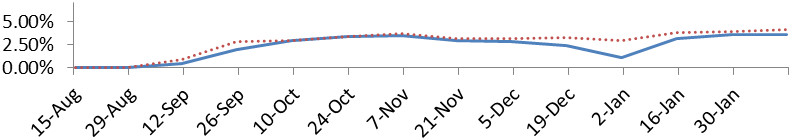 5.00%
2.50%
0.00%
15-Aug
29-Aug
12-Sep
26-Sep
10-Oct
24-Oct
7-Nov
21-Nov
5-Dec
19-Dec
2-Jan
16-Jan
30-Jan